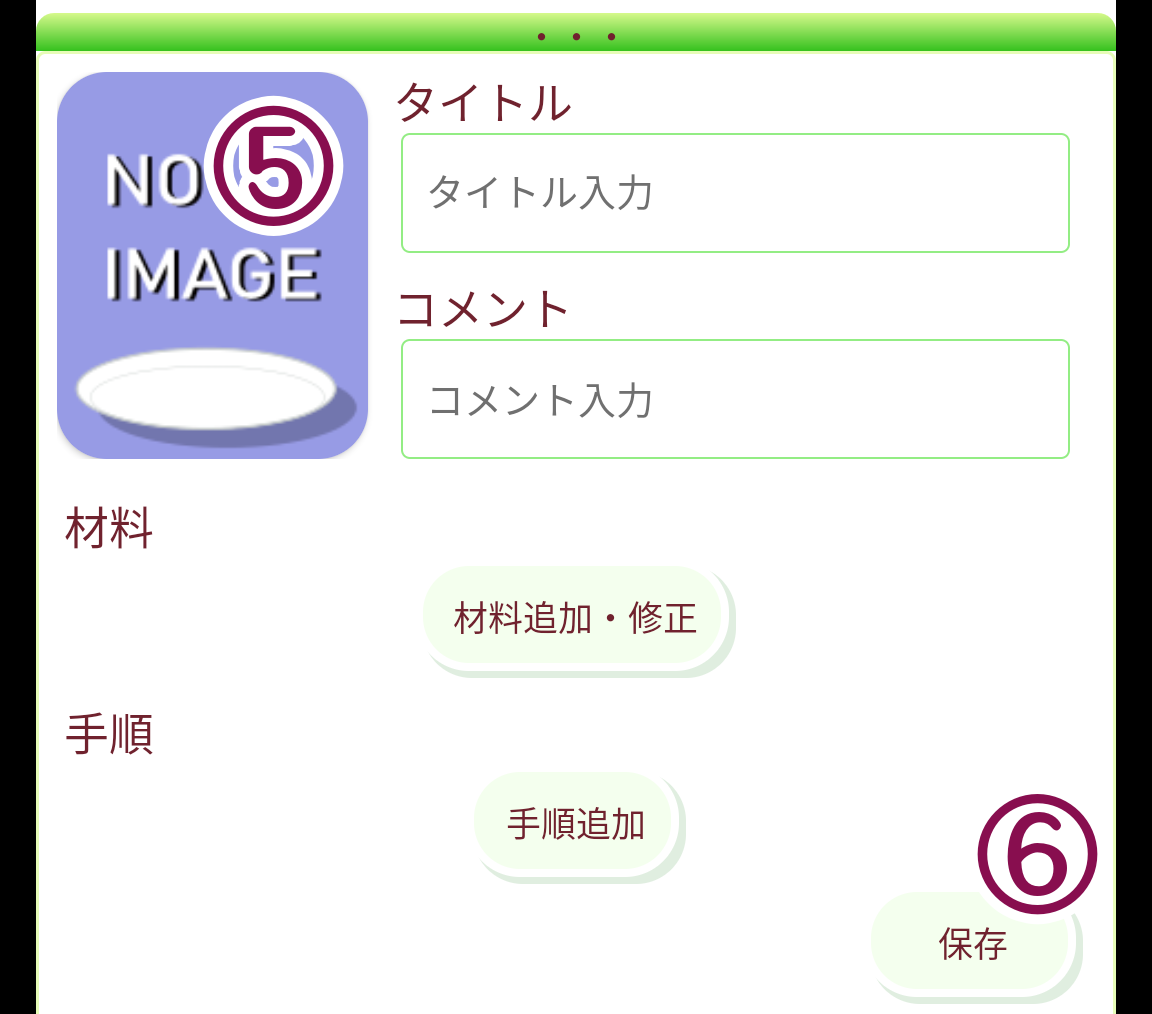 ・・・
NO
IMAGE
⑤
タイトル
タイトル入力
コメント
コメント入力
材料
材料追加・修正
手順
手順追加
⑥
保存